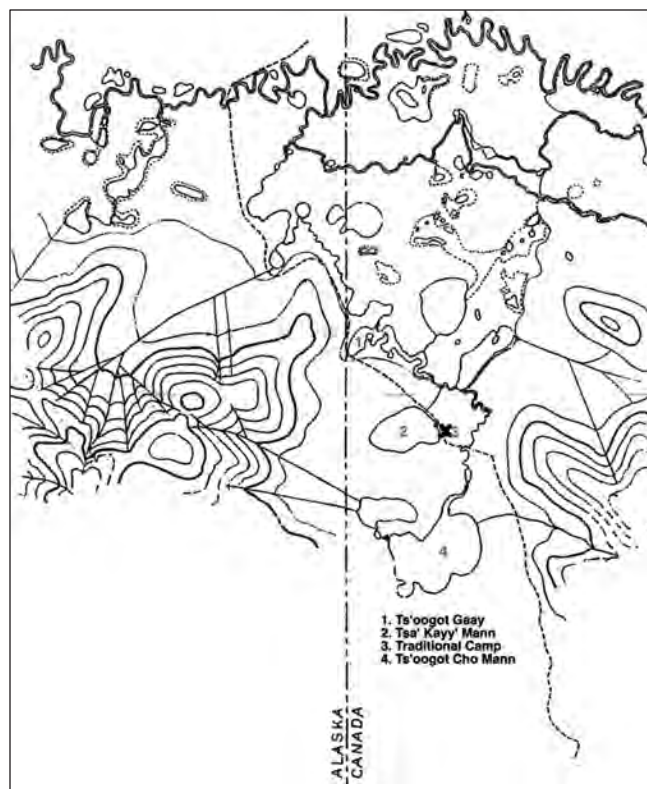 1
2
3
4
1. Ts'oogot Gaay
2. Tsa' Kayy' Mann
3. Traditional Camp
4. Ts'oogot Cho Mann
ALASKA
CANADA